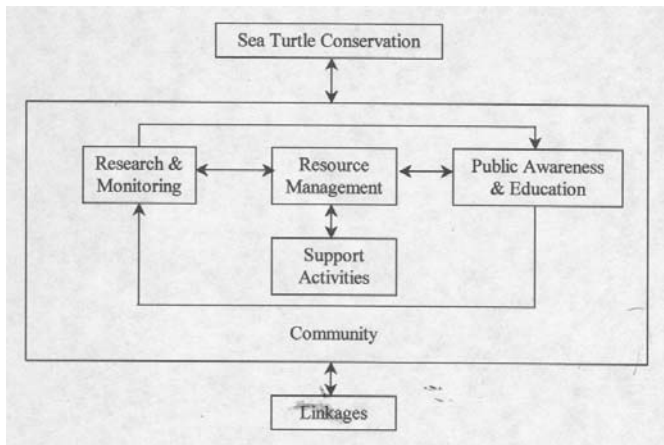 Sea Turtle Conservation
Research &
Monitoring
Resource
Management
Public Awareness
& Education
Support
Activities
Community
Linkages